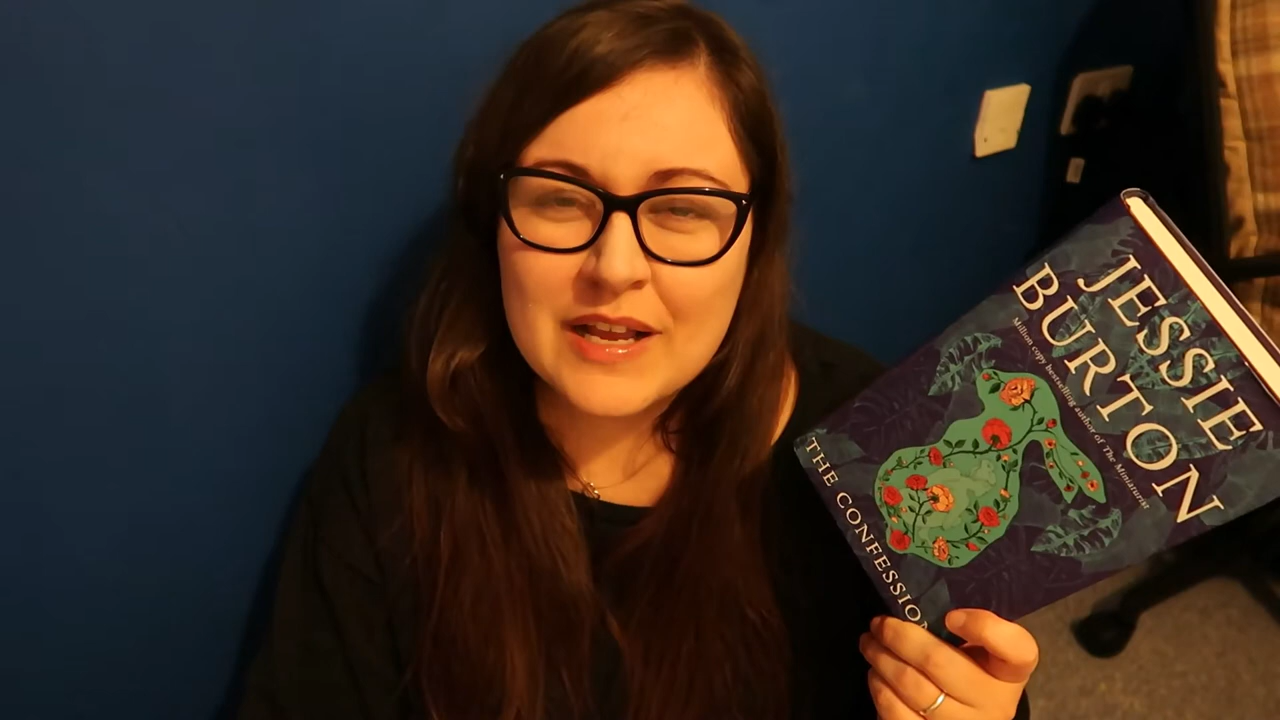 JESSIE
BURTON
Million copy bestselling author of The Miniaturist
THE CONFESSION